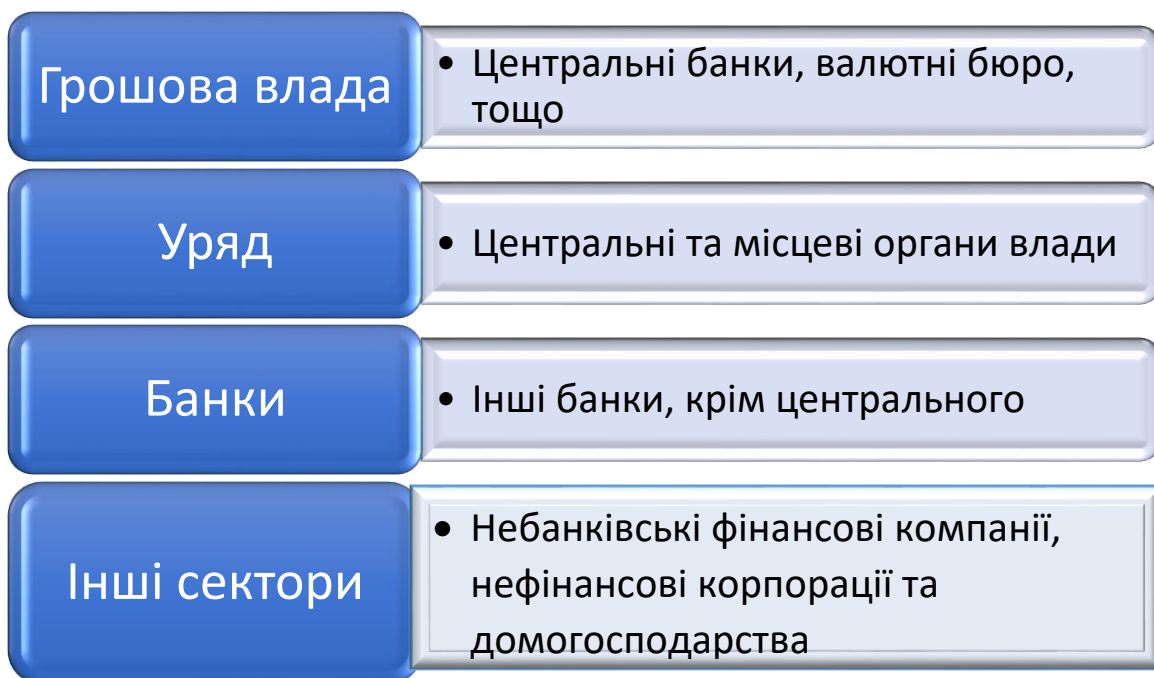 Грошова влада
• Центральні банки, валютні бюро,
тощо
Уряд
• Центральні та місцеві органи влади
Банки
• Інші банки, крім центрального
Інші сектори
• Небанківські фінансові компанії,
нефінансові корпорації та
домогосподарства